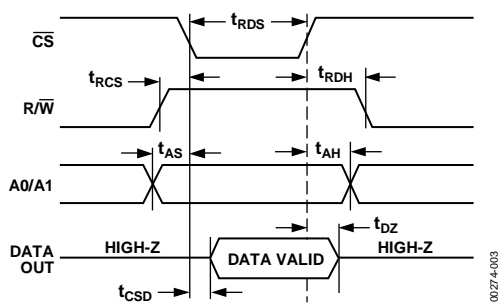 CS
tRDS
tRCS
tRDH
R/W
tAS
tAH
A0/A1
tDZ
DATA
OUT
HIGH-Z
DATA VALID
HIGH-Z
tCSD
00274-003